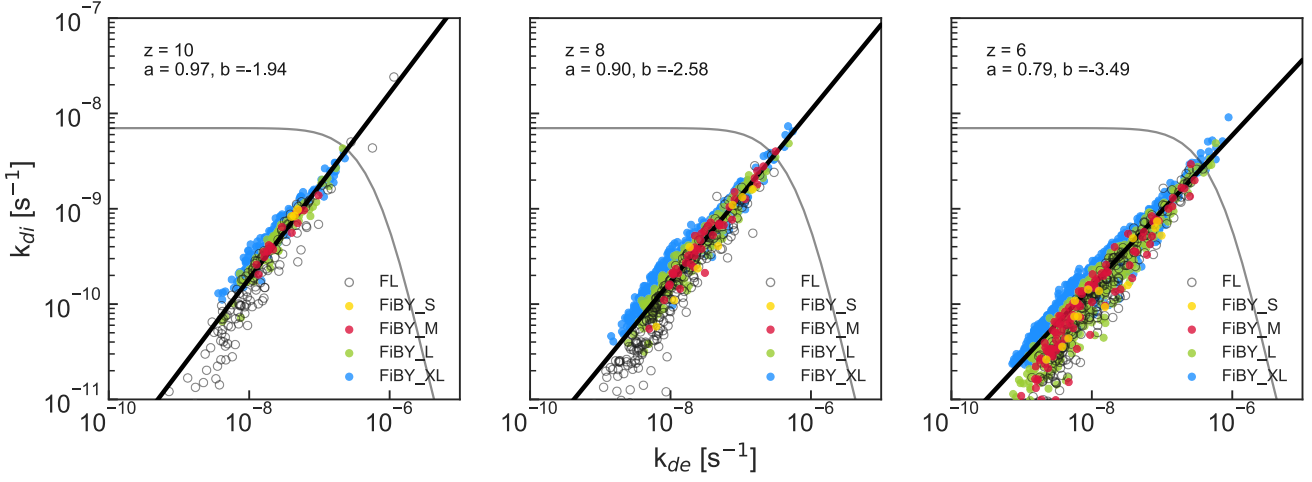 10⁻⁷
10⁻⁸
10⁻⁹
10⁻¹⁰
10⁻¹¹
k_di [s⁻¹]
z = 10
a = 0.97, b =-1.94
FL
FiBY_S
FiBY_M
FiBY_L
FiBY_XL
10⁻¹⁰ 10⁻⁸ 10⁻⁶
z = 8
a = 0.90, b =-2.58
FL
FiBY_S
FiBY_M
FiBY_L
FiBY_XL
10⁻¹⁰ 10⁻⁸ 10⁻⁶
z = 6
a = 0.79, b =-3.49
FL
FiBY_S
FiBY_M
FiBY_L
FiBY_XL
10⁻¹⁰ 10⁻⁸ 10⁻⁶
k_de [s⁻¹]